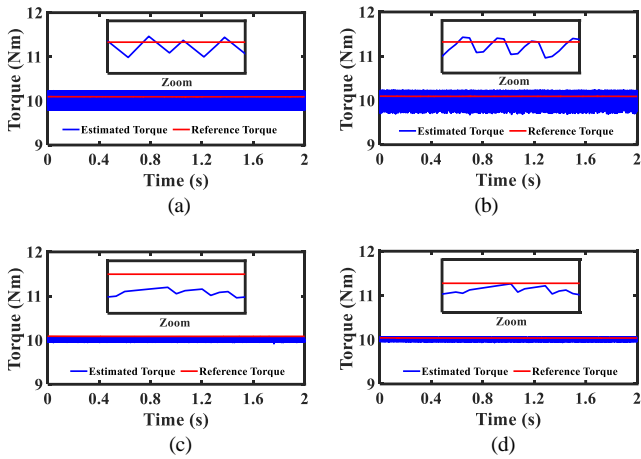 12
11
10
9
Torque (Nm)
Zoom
Estimated Torque
Reference Torque
0 0.4 0.8 1.2 1.6 2
Time (s)
(a)
12
11
10
9
Torque (Nm)
Zoom
Estimated Torque
Reference Torque
0 0.4 0.8 1.2 1.6 2
Time (s)
(b)
12
11
10
9
Torque (Nm)
Zoom
Estimated Torque
Reference Torque
0 0.4 0.8 1.2 1.6 2
Time (s)
(c)
12
11
10
9
Torque (Nm)
Zoom
Estimated Torque
Reference Torque
0 0.4 0.8 1.2 1.6 2
Time (s)
(d)